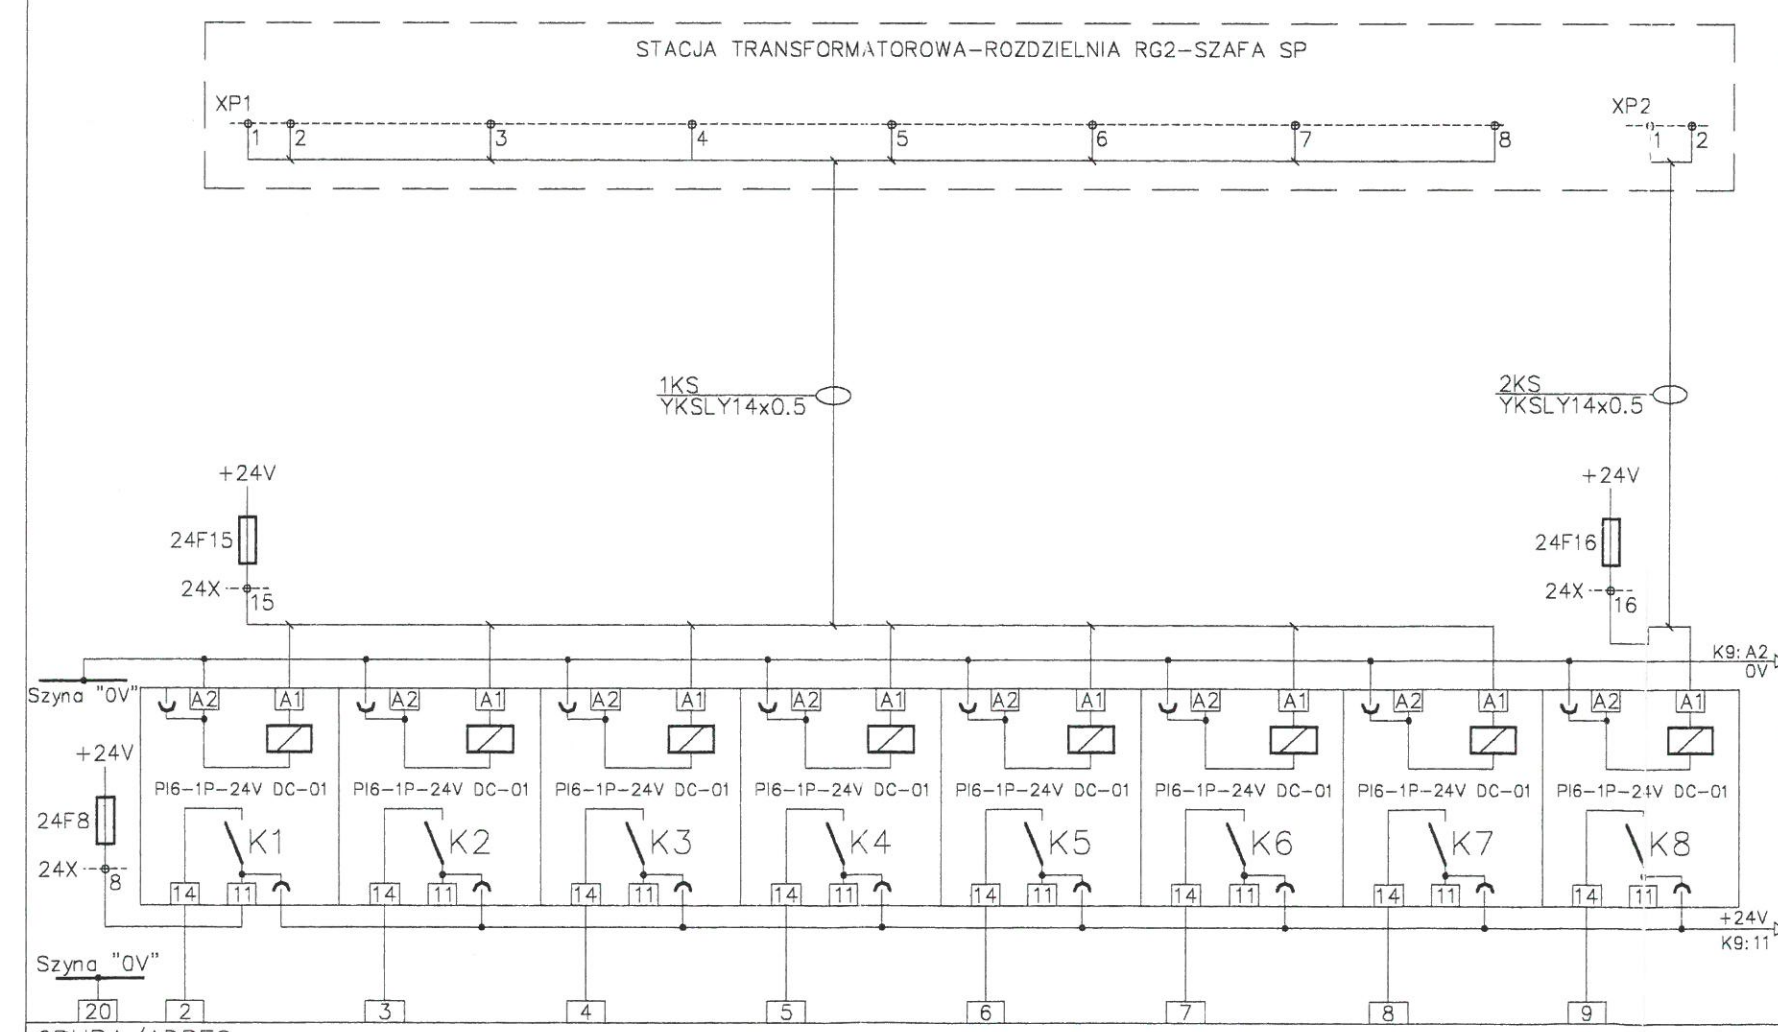 STACJA TRANSFORMATOROWA-ROZDZIELNIA RG2-SZAFA SP
XP1
XP2
1 2 3 4 5 6 7 8
1 2
1KS
YKSLY14x0.5
2KS
YKSLY14x0.5
+24V
+24V
24F15
24F16
24X
15
24X
16
K9:A2
0V
Szyna "0V"
A2 A1 A2 A1 A2 A1 A2 A1 A2 A1 A2 A1 A2 A1 A2 A1
+24V
PI6-1P-24V DC-01 PI6-1P-24V DC-01 PI6-1P-24V DC-01 PI6-1P-24V DC-01 PI6-1P-24V DC-01 PI6-1P-24V DC-01 PI6-1P-24V DC-01 PI6-1P-24V DC-01
24F8
K1 K2 K3 K4 K5 K6 K7 K8
24X
8
14 11 14 11 14 11 14 11 14 11 14 11 14 11 14 11
+24V
K9:11
Szyna "0V"
20 2 3 4 5 6 7 8 9